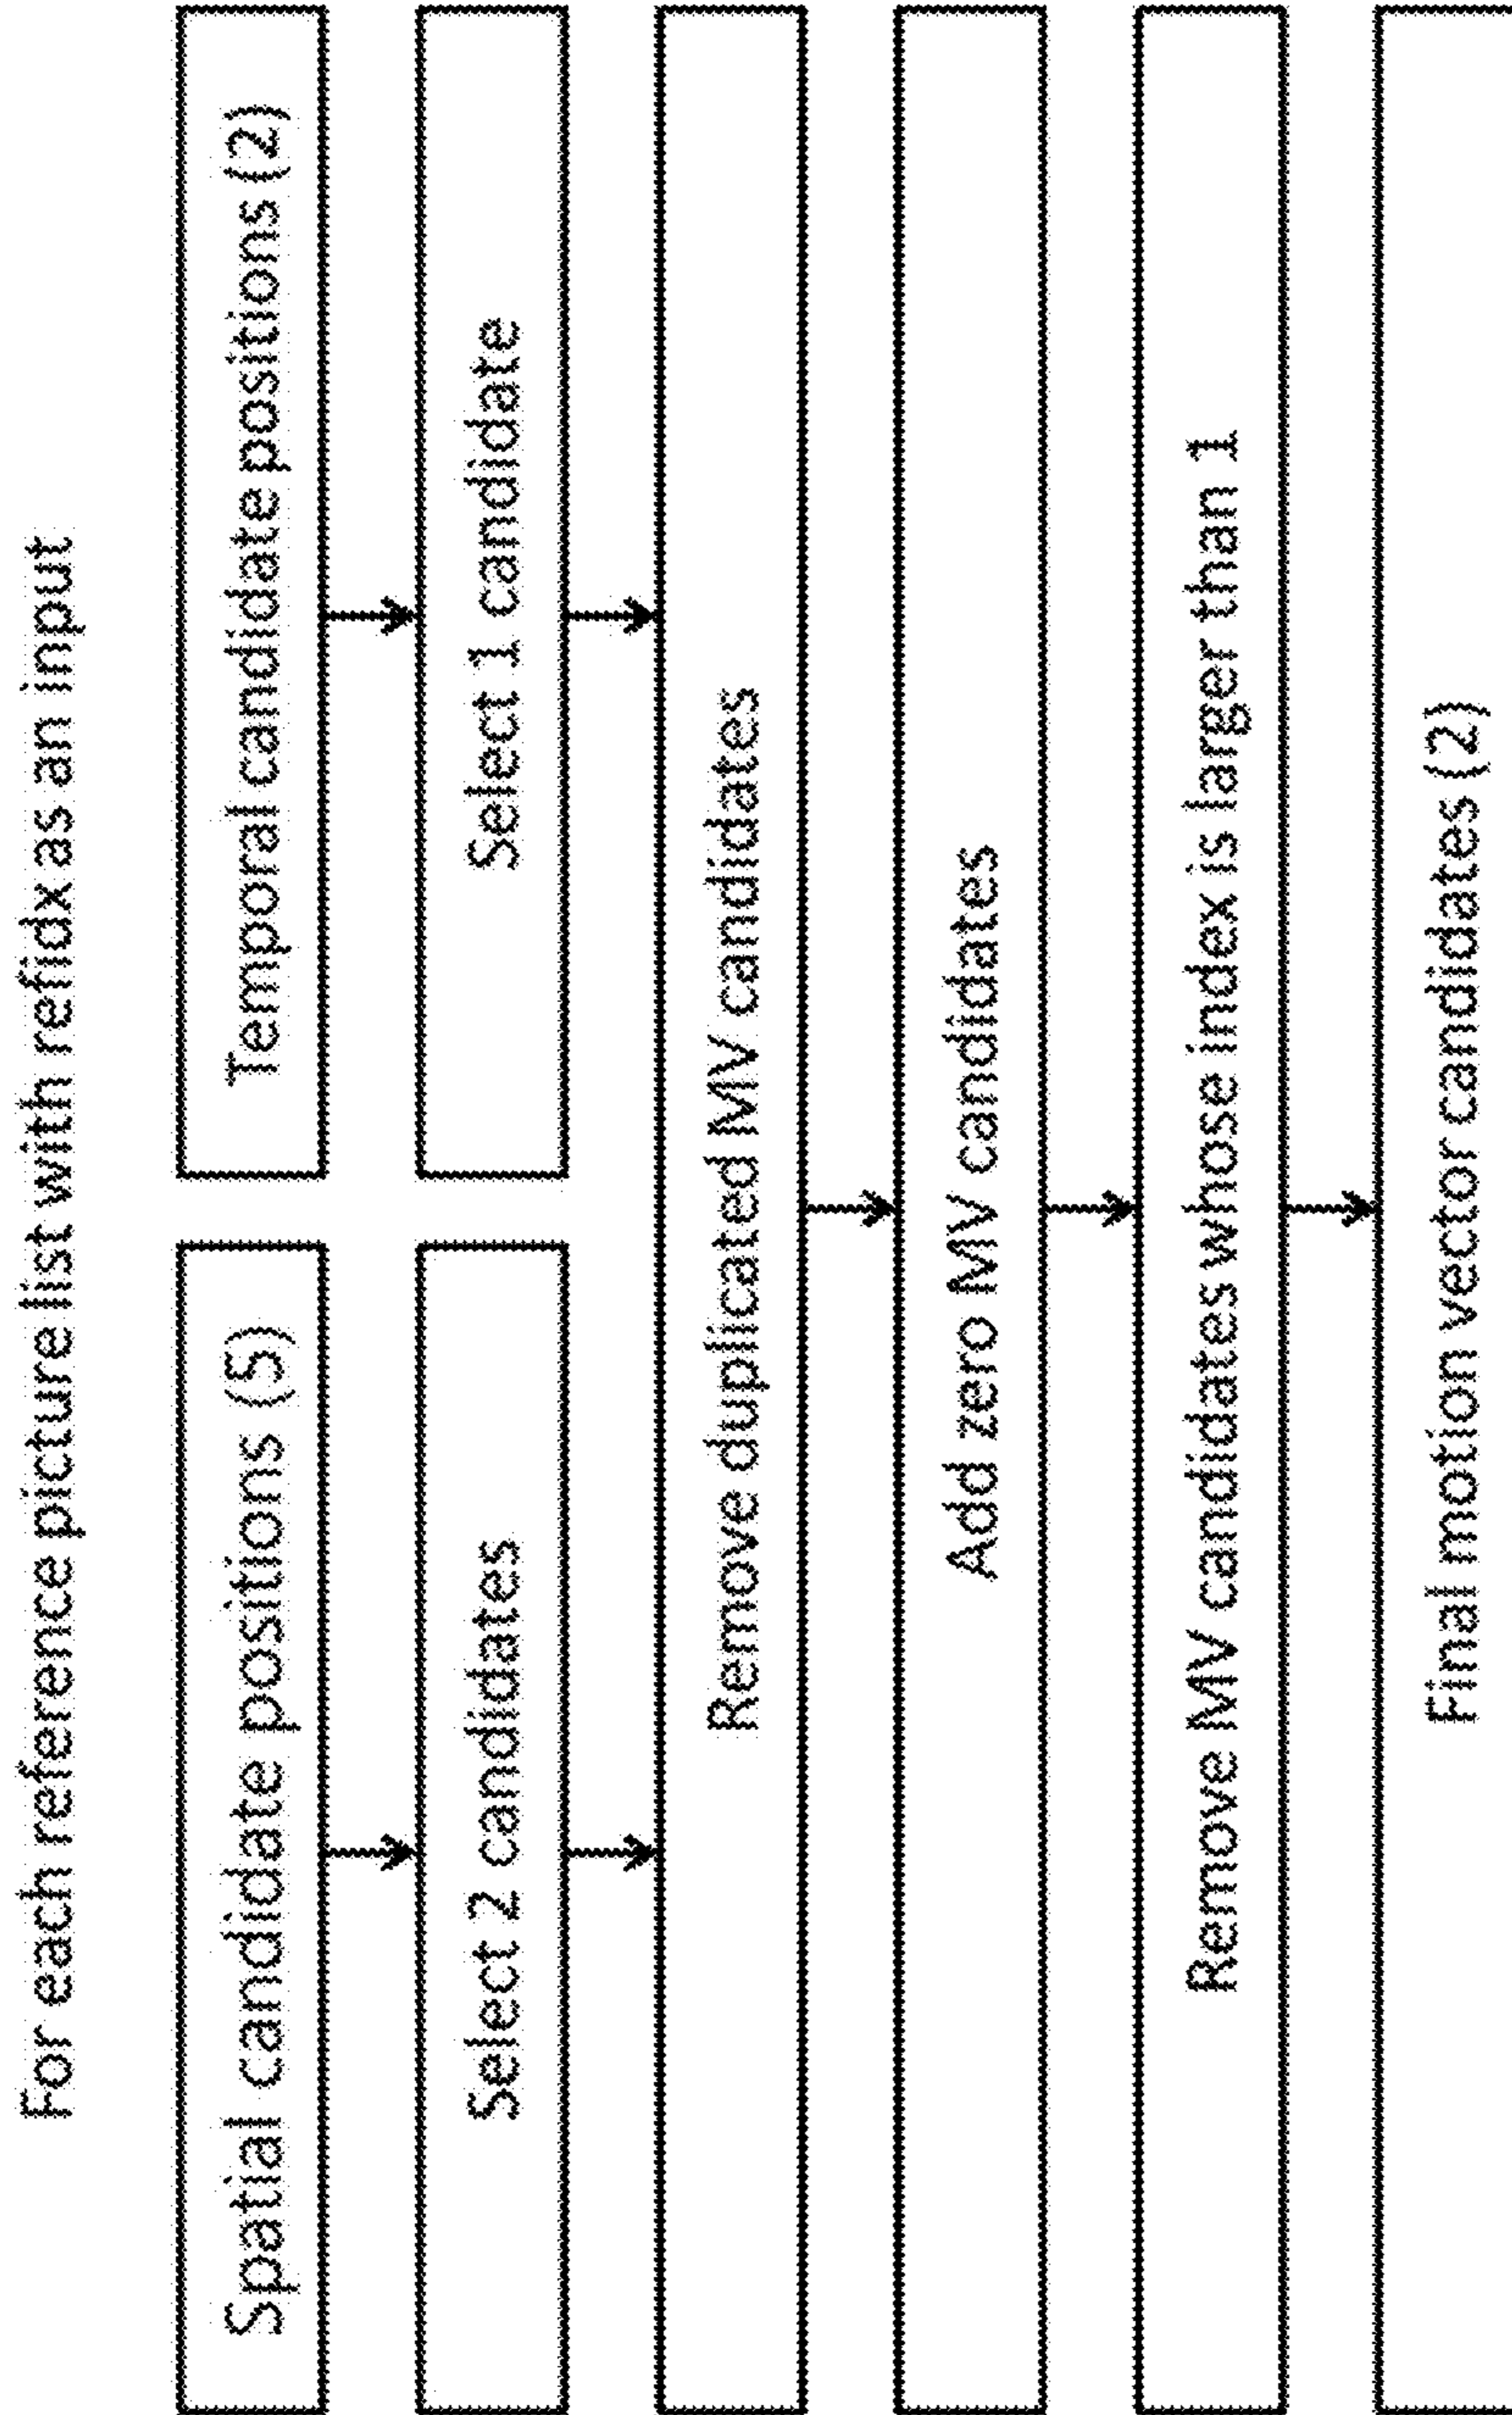 For each reference picture list with refidx as an input
Spatial candidate positions (5)
Temporal candidate positions (2)
Select 2 candidates
Select 1 candidate
Remove duplicated MV candidates
Add zero MV candidates
Remove MV candidates whose index is larger than 1
Final motion vector candidates (2)